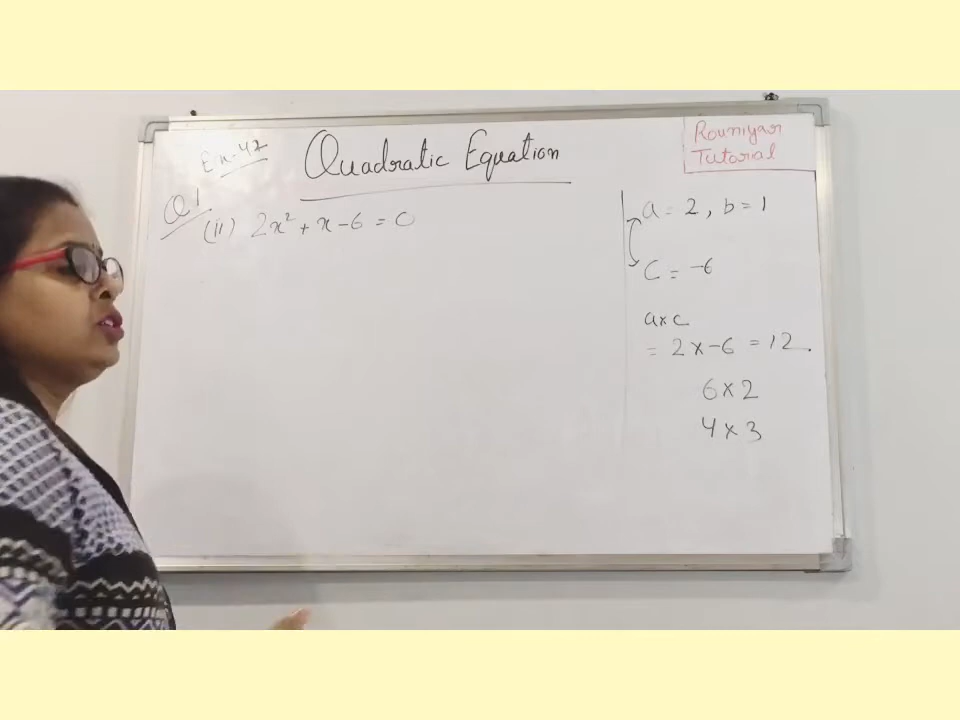 Ex-4.2
Quadratic Equation
Rouniyar
Tutorial
Q1
(ii) 2x² + x - 6 = 0
a = 2, b = 1
C = -6
a×c
= 2 × -6 = 12
6 × 2
4 × 3